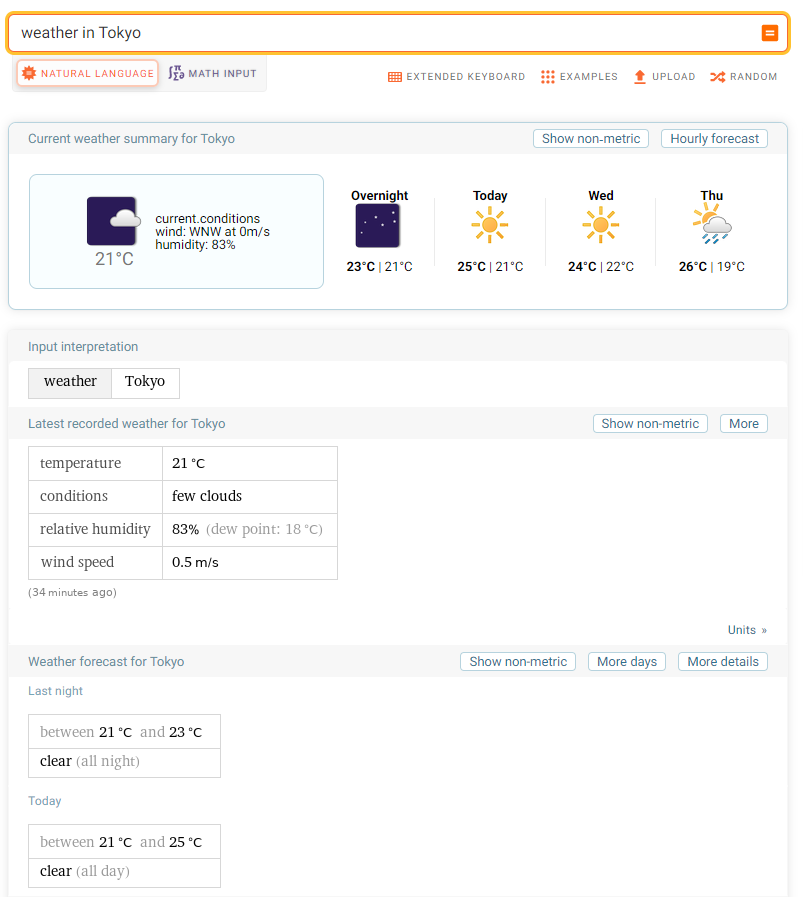 weather in Tokyo
NATURAL LANGUAGE
MATH INPUT
EXTENDED KEYBOARD
EXAMPLES
UPLOAD
RANDOM
Current weather summary for Tokyo
Show non-metric
Hourly forecast
21°C
current.conditions
wind: WNW at 0m/s
humidity: 83%
Overnight
23°C | 21°C
Today
25°C | 21°C
Wed
24°C | 22°C
Thu
26°C | 19°C
Input interpretation
weather Tokyo
Latest recorded weather for Tokyo
Show non-metric
More
temperature 21 °C
conditions few clouds
relative humidity 83% (dew point: 18 °C)
wind speed 0.5 m/s
(34 minutes ago)
Units »
Weather forecast for Tokyo
Show non-metric
More days
More details
Last night
between 21 °C and 23 °C
clear (all night)
Today
between 21 °C and 25 °C
clear (all day)